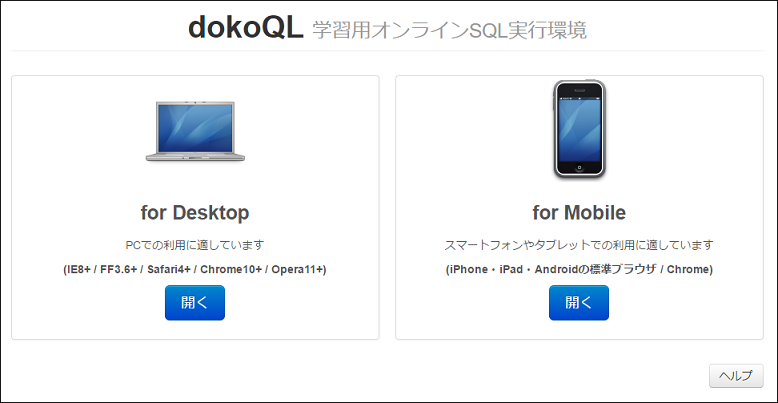 dokoQL 学習用オンラインSQL実行環境
for Desktop
PCでの利用に適しています
(IE8+ / FF3.6+ / Safari4+ / Chrome10+ / Opera11+)
開く
for Mobile
スマートフォンやタブレットでの利用に適しています
(iPhone・iPad・Androidの標準ブラウザ / Chrome)
開く
ヘルプ